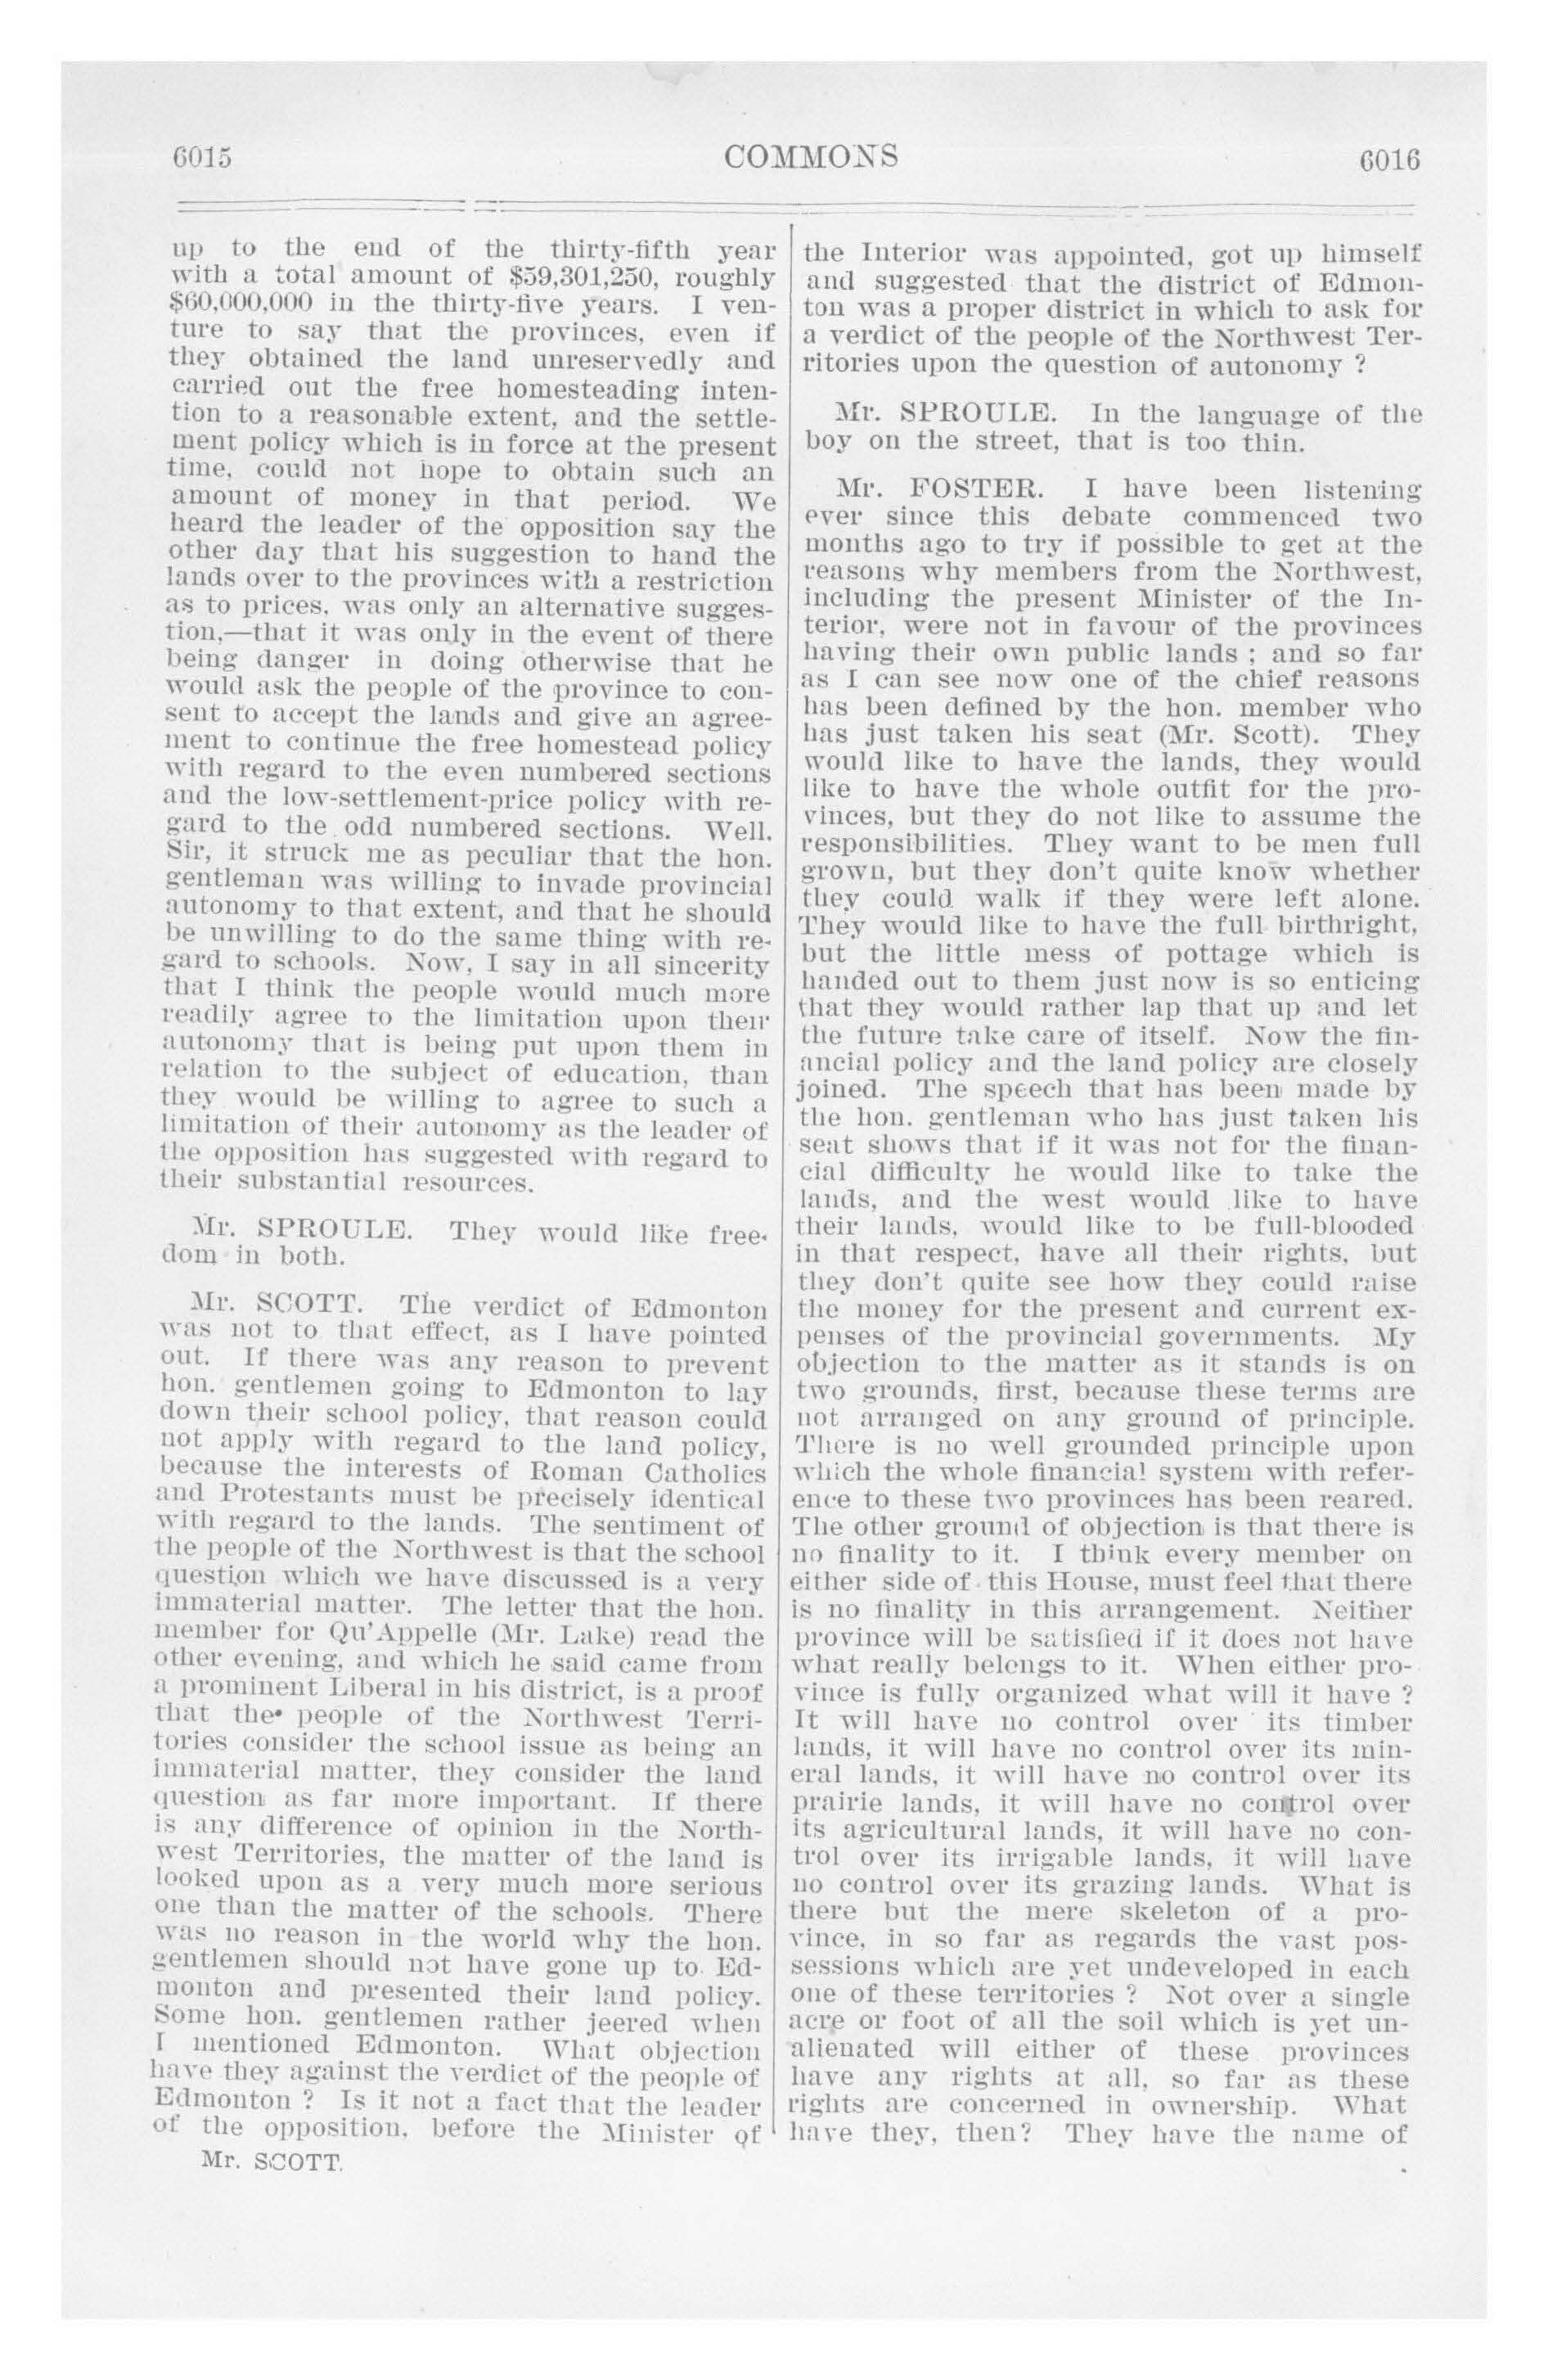 6015
COMMONS
6016
up to the end of the thirty-fifth year
with a total amount of $59,301,250, roughly
$60,000,000 in the thirty-five years. I ven-
ture to say that the provinces, even if
they obtained the land unreservedly and
carried out the free homesteading inten-
tion to a reasonable extent, and the settle-
ment policy which is in force at the present
time, could not hope to obtain such an
amount of money in that period. We
heard the leader of the opposition say the
other day that his suggestion to hand the
lands over to the provinces with a restriction
as to prices, was only an alternative sugges-
tion,—that it was only in the event of there
being danger in doing otherwise that he
would ask the people of the province to con-
sent to accept the lands and give an agree-
ment to continue the free homestead policy
with regard to the even numbered sections
and the low-settlement-price policy with re-
gard to the odd numbered sections. Well,
Sir, it struck me as peculiar that the hon.
gentleman was willing to invade provincial
autonomy to that extent, and that he should
be unwilling to do the same thing with re-
gard to schools. Now, I say in all sincerity
that I think the people would much more
readily agree to the limitation upon their
autonomy that is being put upon them in
relation to the subject of education, than
they would be willing to agree to such a
limitation of their autonomy as the leader of
the opposition has suggested with regard to
their substantial resources.
Mr. SPROULE. They would like free-
dom in both.
Mr. SCOTT. The verdict of Edmonton
was not to that effect, as I have pointed
out. If there was any reason to prevent
hon. gentlemen going to Edmonton to lay
down their school policy, that reason could
not apply with regard to the land policy,
because the interests of Roman Catholics
and Protestants must be precisely identical
with regard to the lands. The sentiment of
the people of the Northwest is that the school
question which we have discussed is a very
immaterial matter. The letter that the hon.
member for Qu'Appelle (Mr. Lake) read the
other evening, and which he said came from
a prominent Liberal in his district, is a proof
that the people of the Northwest Terri-
tories consider the school issue as being an
immaterial matter, they consider the land
question as far more important. If there
is any difference of opinion in the North-
west Territories, the matter of the land is
looked upon as a very much more serious
one than the matter of the schools. There
was no reason in the world why the hon.
gentlemen should not have gone up to Ed-
monton and presented their land policy.
Some hon. gentlemen rather jeered when
I mentioned Edmonton. What objection
have they against the verdict of the people of
Edmonton ? Is it not a fact that the leader
of the opposition, before the Minister of
Mr. SCOTT.
the Interior was appointed, got up himself
and suggested that the district of Edmon-
ton was a proper district in which to ask for
a verdict of the people of the Northwest Ter-
ritories upon the question of autonomy ?
Mr. SPROULE. In the language of the
boy on the street, that is too thin.
Mr. FOSTER. I have been listening
ever since this debate commenced two
months ago to try if possible to get at the
reasons why members from the Northwest,
including the present Minister of the In-
terior, were not in favour of the provinces
having their own public lands ; and so far
as I can see now one of the chief reasons
has been defined by the hon. member who
has just taken his seat (Mr. Scott). They
would like to have the lands, they would
like to have the whole outfit for the pro-
vinces, but they do not like to assume the
responsibilities. They want to be men full
grown, but they don't quite know whether
they could walk if they were left alone.
They would like to have the full birthright,
but the little mess of pottage which is
handed out to them just now is so enticing
that they would rather lap that up and let
the future take care of itself. Now the fin-
ancial policy and the land policy are closely
joined. The speech that has been made by
the hon. gentleman who has just taken his
seat shows that if it was not for the finan-
cial difficulty he would like to take the
lands, and the west would like to have
their lands, would like to be full-blooded
in that respect, have all their rights, but
they don't quite see how they could raise
the money for the present and current ex-
penses of the provincial governments. My
objection to the matter as it stands is on
two grounds, first, because these terms are
not arranged on any ground of principle.
There is no well grounded principle upon
which the whole financial system with refer-
ence to these two provinces has been reared.
The other ground of objection is that there is
no finality to it. I think every member on
either side of this House, must feel that there
is no finality in this arrangement. Neither
province will be satisfied if it does not have
what really belongs to it. When either pro-
vince is fully organized what will it have ?
It will have no control over its timber
lands, it will have no control over its min-
eral lands, it will have no control over its
prairie lands, it will have no control over
its agricultural lands, it will have no con-
trol over its irrigable lands, it will have
no control over its grazing lands. What is
there but the mere skeleton of a pro-
vince, in so far as regards the vast pos-
sessions which are yet undeveloped in each
one of these territories ? Not over a single
acre or foot of all the soil which is yet un-
alienated will either of these provinces
have any rights at all, so far as these
rights are concerned in ownership. What
have they, then? They have the name of